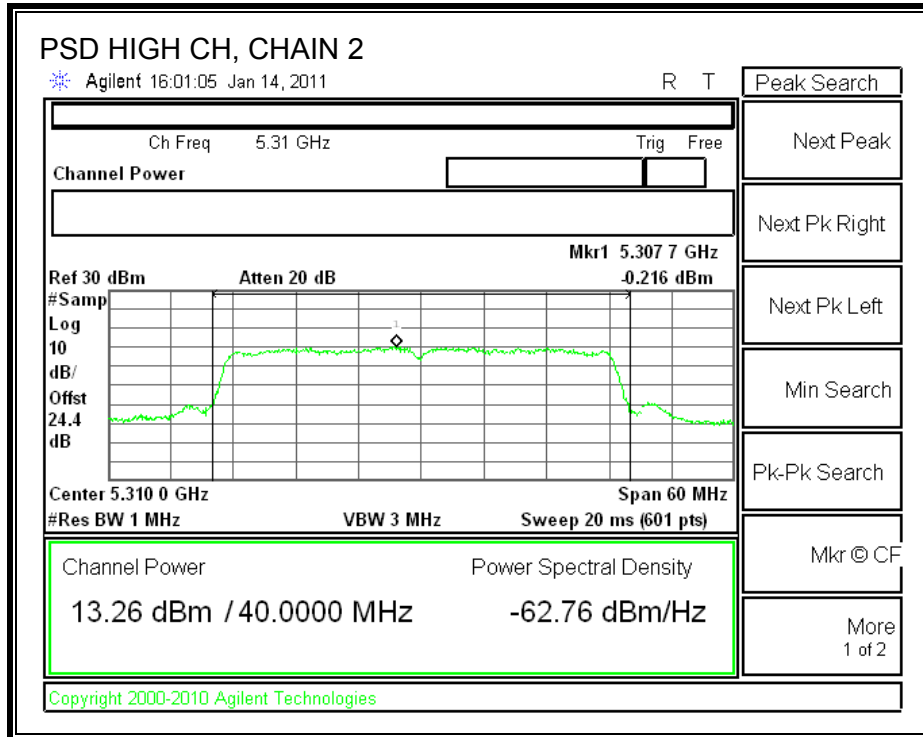 PSD HIGH CH, CHAIN 2
Agilent 16:01:05 Jan 14, 2011 R T
Peak Search
Ch Freq 5.31 GHz Trig Free
Channel Power
Mkr1 5.307 7 GHz
Ref 30 dBm Atten 20 dB -0.216 dBm
#Samp
Log
10
dB/
Offst
24.4
dB
1
Center 5.310 0 GHz Span 60 MHz
#Res BW 1 MHz VBW 3 MHz Sweep 20 ms (601 pts)
Channel Power Power Spectral Density
13.26 dBm / 40.0000 MHz -62.76 dBm/Hz
Next Peak
Next Pk Right
Next Pk Left
Min Search
Pk-Pk Search
Mkr © CF
More
1 of 2
Copyright 2000-2010 Agilent Technologies